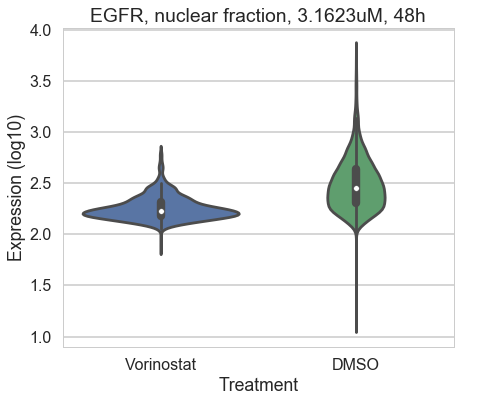 EGFR, nuclear fraction, 3.1623uM, 48h
4.0
3.5
3.0
2.5
2.0
1.5
1.0
Expression (log10)
Vorinostat DMSO
Treatment